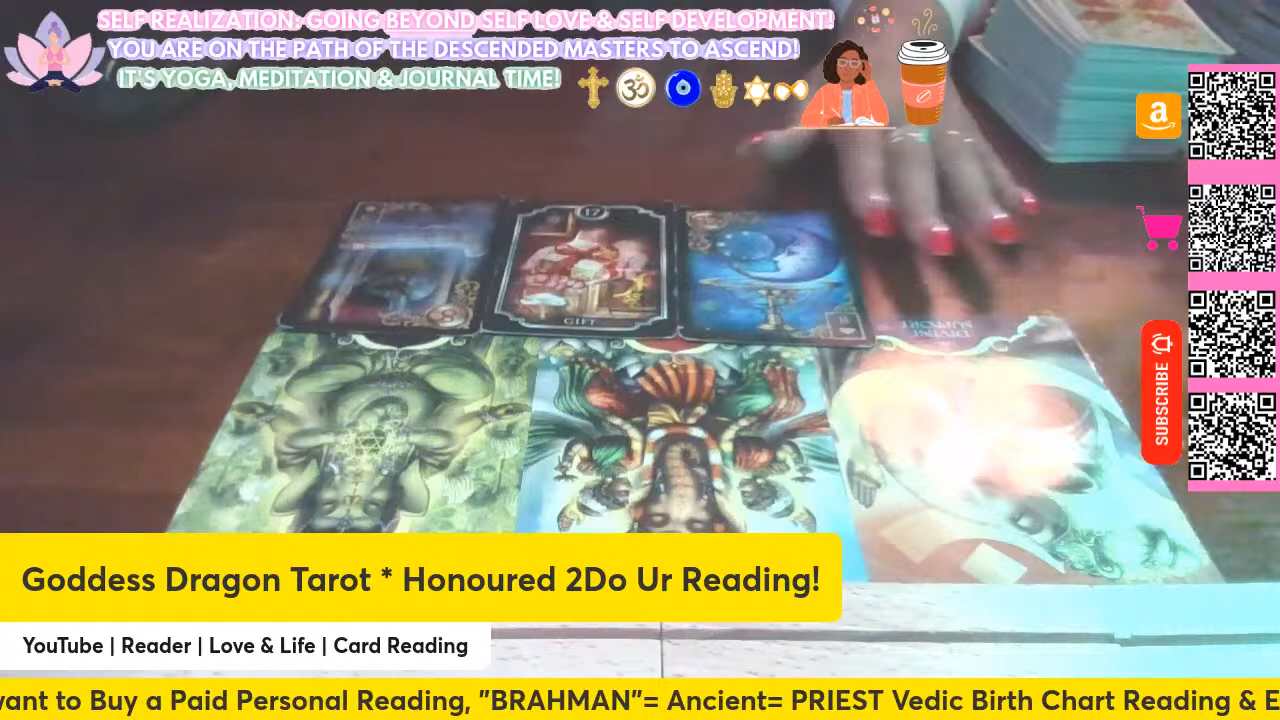 SELF REALIZATION: GOING BEYOND SELF LOVE & SELF DEVELOPMENT!
YOU ARE ON THE PATH OF THE DESCENDED MASTERS TO ASCEND!
IT'S YOGA, MEDITATION & JOURNAL TIME!
17
GIFT
DIVINE
SUPPORT
SUBSCRIBE
Goddess Dragon Tarot * Honoured 2Do Ur Reading!
YouTube | Reader | Love & Life | Card Reading
want to Buy a Paid Personal Reading, "BRAHMAN"= Ancient= PRIEST Vedic Birth Chart Reading & E